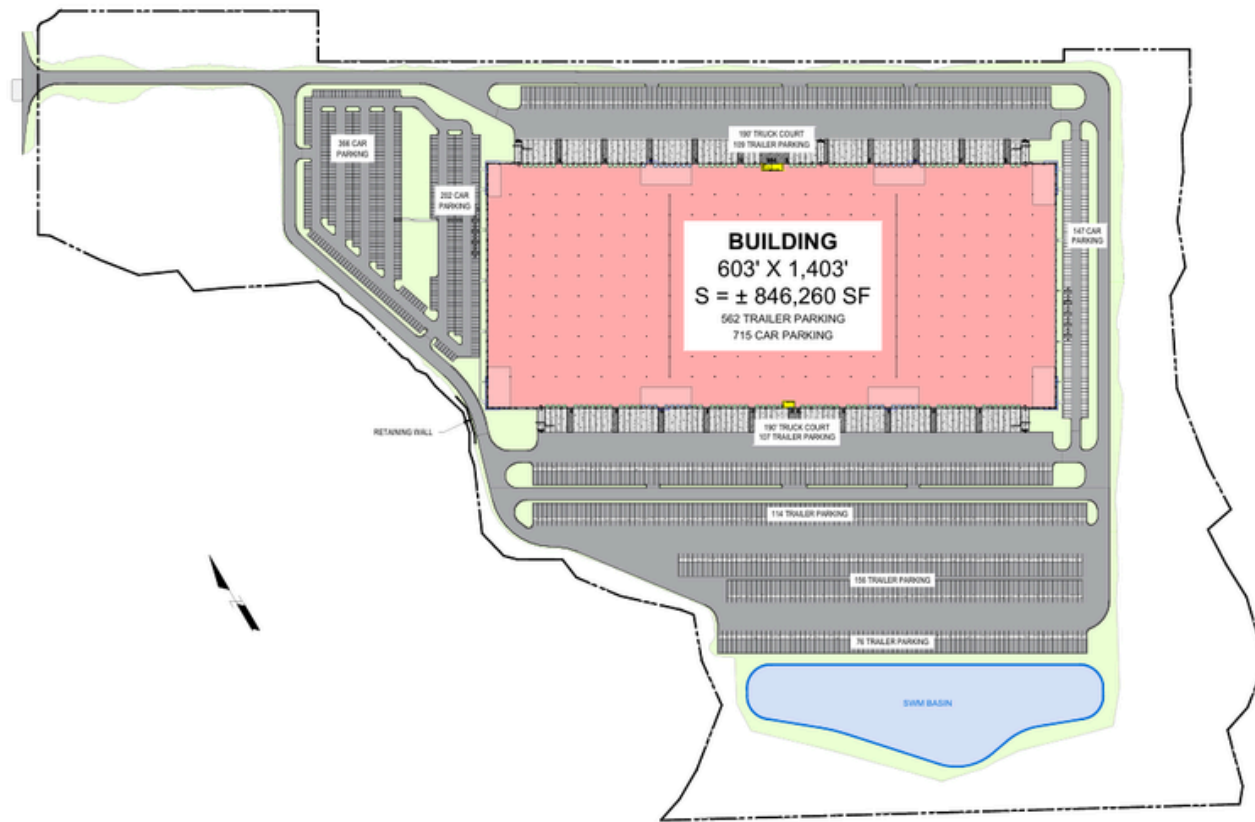 190' TRUCK COURT
109 TRAILER PARKING
366 CAR
PARKING
202 CAR
PARKING
147 CAR
PARKING
BUILDING
603' X 1,403'
S = ± 846,260 SF
562 TRAILER PARKING
715 CAR PARKING
RETAINING WALL
190' TRUCK COURT
107 TRAILER PARKING
114 TRAILER PARKING
156 TRAILER PARKING
76 TRAILER PARKING
SWM BASIN